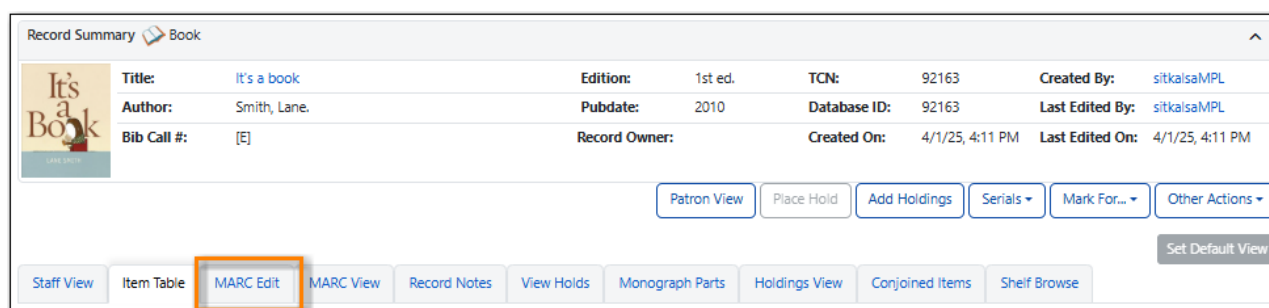 Record Summary Book
It's a Book
LANE SMITH
Title: It's a book Edition: 1st ed. TCN: 92163 Created By: sitkalsaMPL
Author: Smith, Lane. Pubdate: 2010 Database ID: 92163 Last Edited By: sitkalsaMPL
Bib Call #: [E] Record Owner: Created On: 4/1/25, 4:11 PM Last Edited On: 4/1/25, 4:11 PM
Patron View Place Hold Add Holdings Serials Mark For... Other Actions
Set Default View
Staff View Item Table MARC Edit MARC View Record Notes View Holds Monograph Parts Holdings View Conjoined Items Shelf Browse